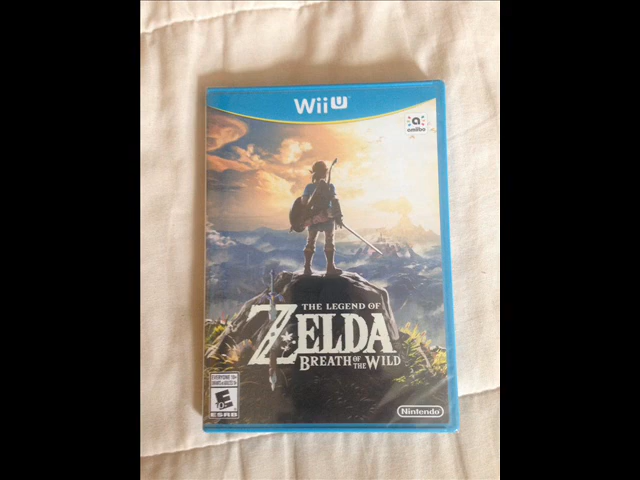 Wii U
amiibo
THE LEGEND OF
ZELDA
BREATH OF THE WILD
EVERYONE 10+
E
ESRB
Nintendo